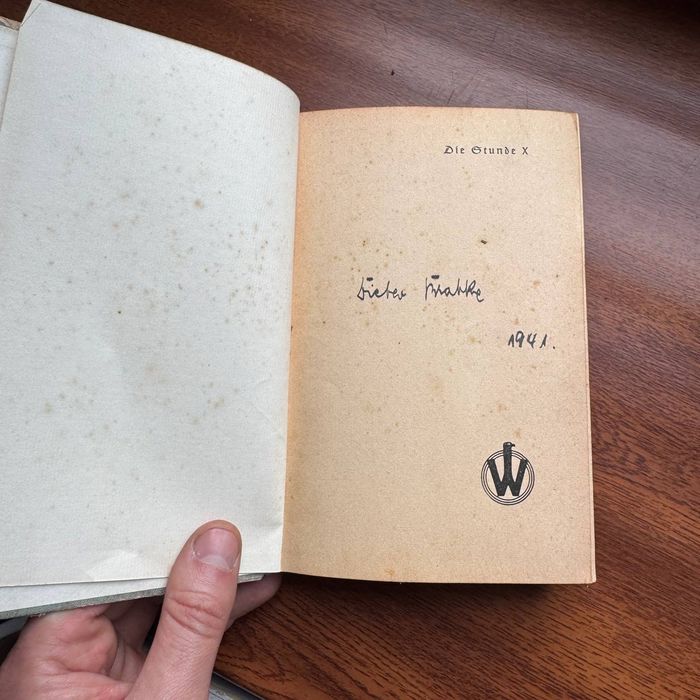 Die Stunde X
Dieter
1941.
W